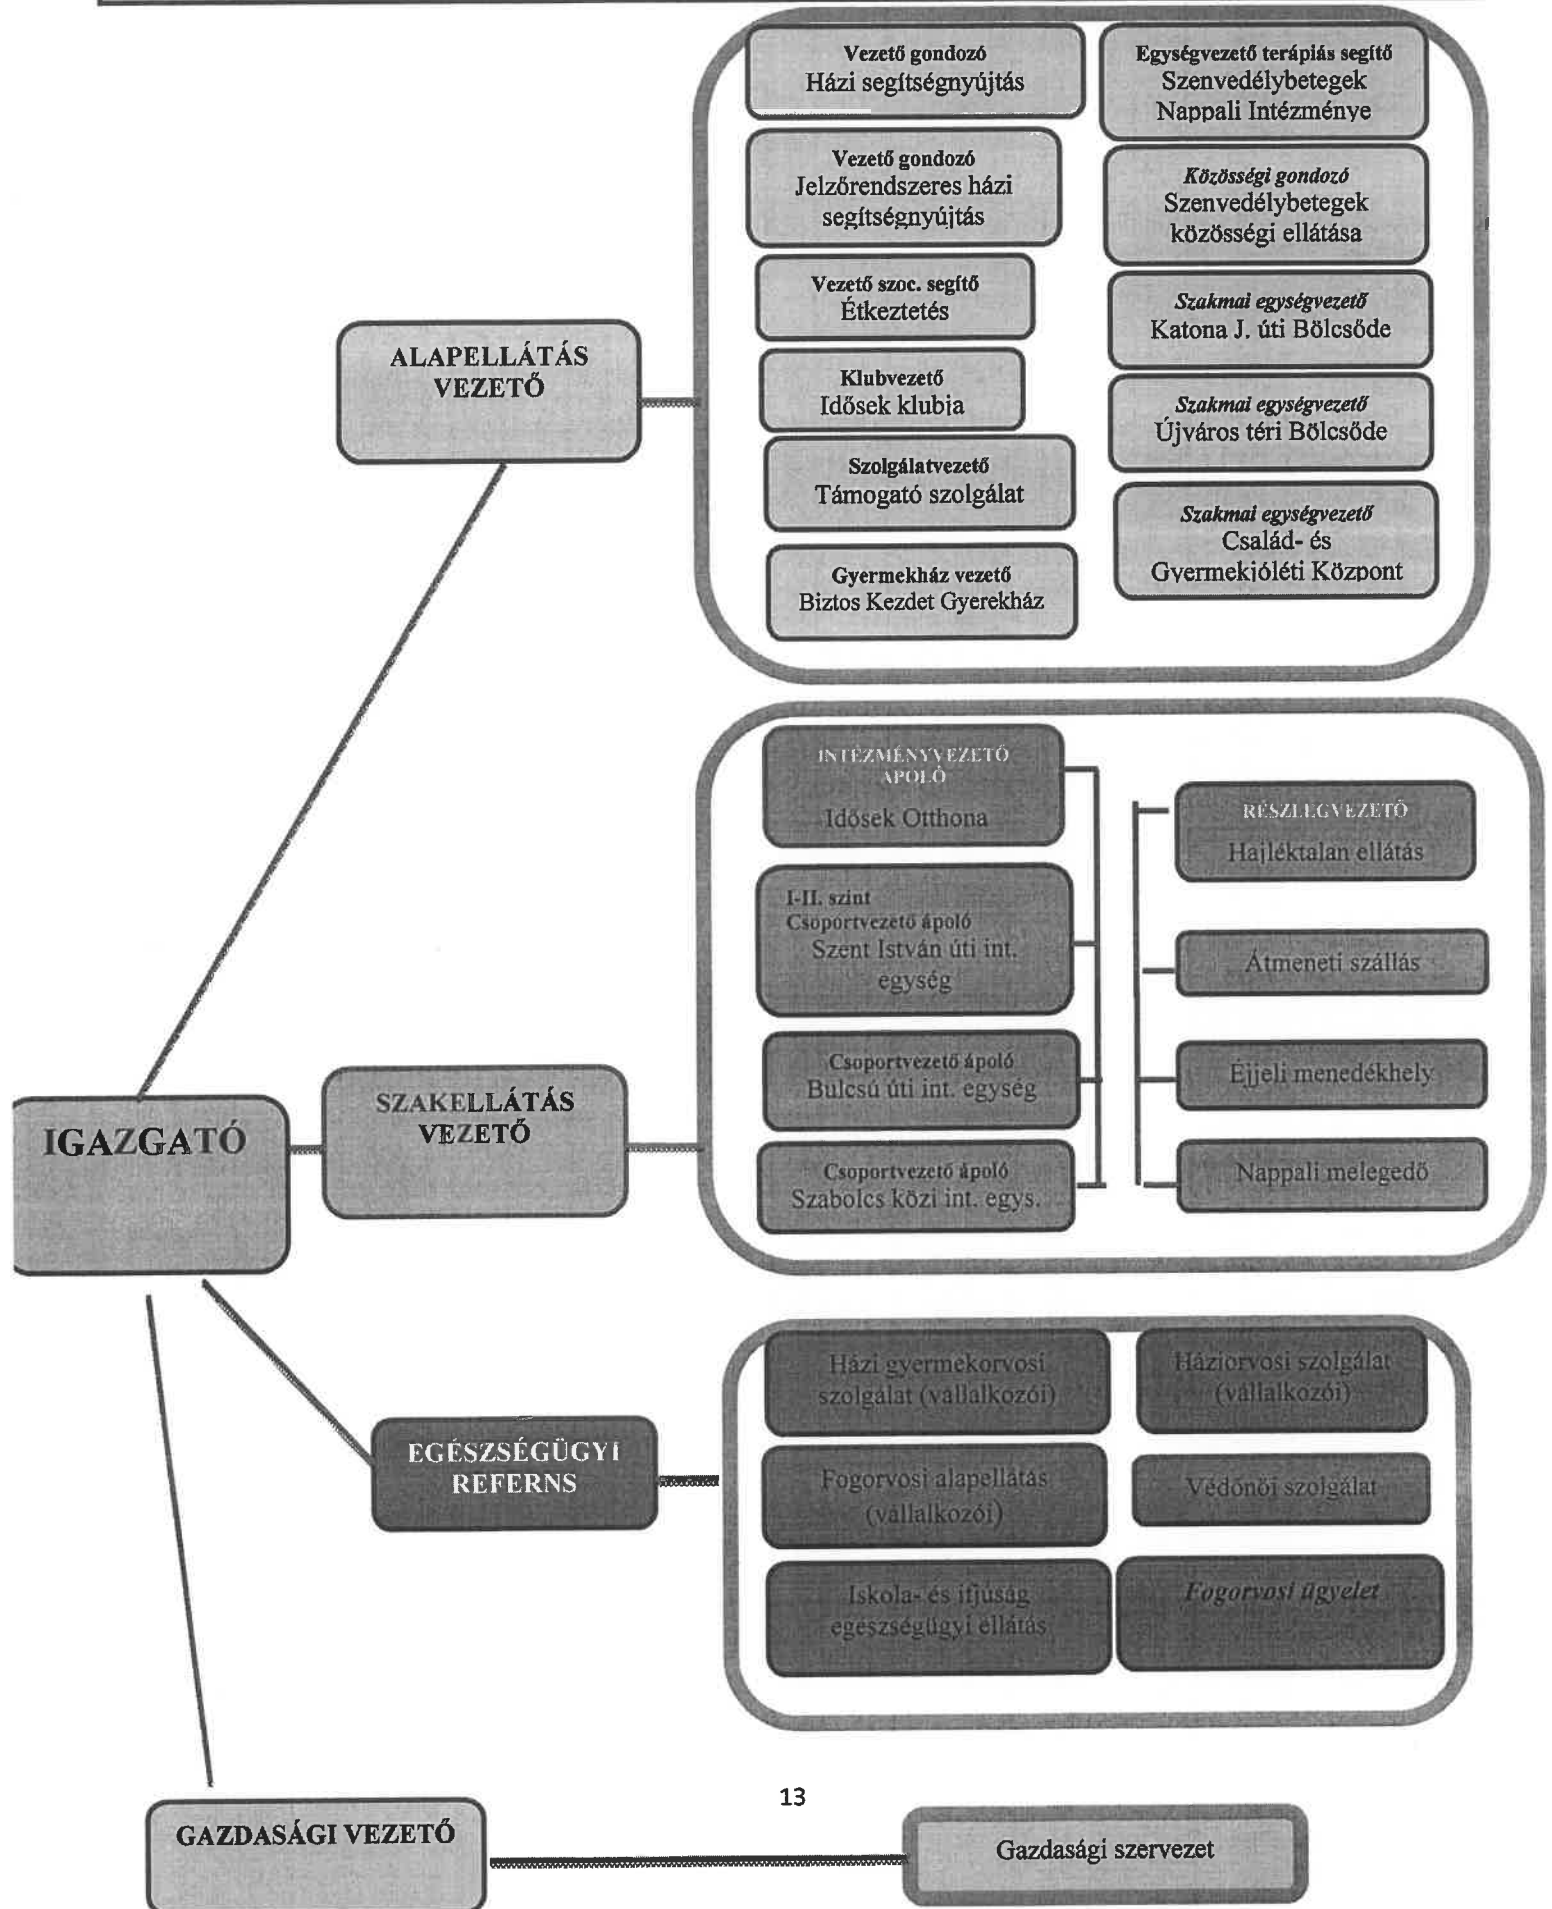 Vezető gondozó
Házi segítségnyújtás
Vezető gondozó
Jelzőrendszeres házi
segítségnyújtás
Vezető szoc. segítő
Étkeztetés
Klubvezető
Idősek klubja
Szolgálatvezető
Támogató szolgálat
Gyermekház vezető
Biztos Kezdet Gyerekház
Egységvezető terápiás segítő
Szenvedélybetegek
Nappali Intézménye
Közösségi gondozó
Szenvedélybetegek
közösségi ellátása
Szakmai egységvezető
Katona J. úti Bölcsőde
Szakmai egységvezető
Újváros téri Bölcsőde
Szakmai egységvezető
Család- és
Gyermekjóléti Központ
ALAPELLÁTÁS
VEZETŐ
INTÉZMÉNYVEZETŐ
ÁPOLÓ
Idősek Otthona
I-II. szint
Csoportvezető ápoló
Szent István úti int.
egység
Csoportvezető ápoló
Bulcsú úti int. egység
Csoportvezető ápoló
Szabolcs közi int. egys.
RÉSZLEGVEZETŐ
Hajléktalan ellátás
Átmeneti szállás
Éjjeli menedékhely
Nappali melegedő
IGAZGATÓ
SZAKELLÁTÁS
VEZETŐ
EGÉSZSÉGÜGYI
REFERNS
Házi gyermekorvosi
szolgálat (vállalkozói)
Háziorvosi szolgálat
(vállalkozói)
Fogorvosi alapellátás
(vállalkozói)
Védőnői szolgálat
Iskola- és ifjúság
egészségügyi ellátás
Fogorvosi ügyelet
13
GAZDASÁGI VEZETŐ
Gazdasági szervezet